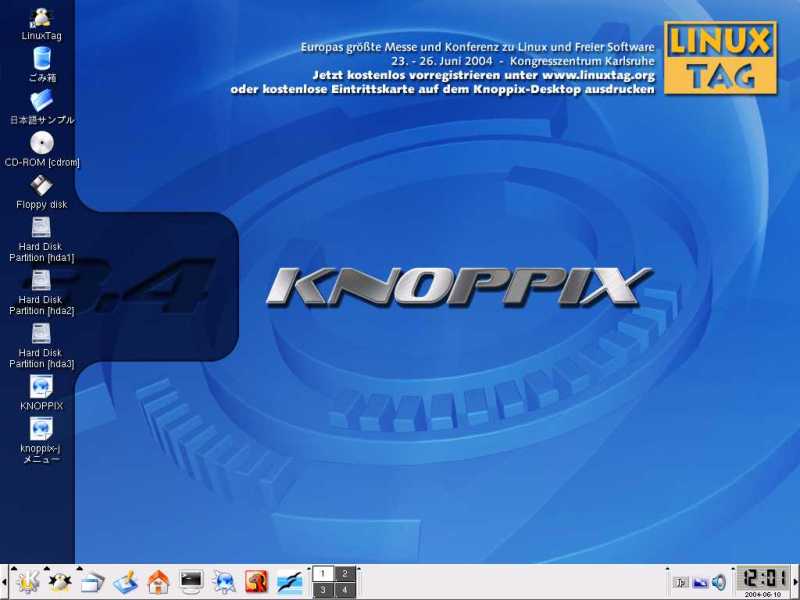 LinuxTag
ごみ箱
日本語サンプル
CD-ROM [cdrom]
Floppy disk
Hard Disk
Partition [hda1]
Hard Disk
Partition [hda2]
Hard Disk
Partition [hda3]
KNOPPIX
knoppix-j
メニュー
Europas größte Messe und Konferenz zu Linux und Freier Software
23. - 26. Juni 2004 - Kongresszentrum Karlsruhe
Jetzt kostenlos vorregistrieren unter www.linuxtag.org
oder kostenlose Eintrittskarte auf dem Knoppix-Desktop ausdrucken
LINUX
TAG
3.4
KNOPPIX
1 2
3 4
Jp
12:01
2004-06-10